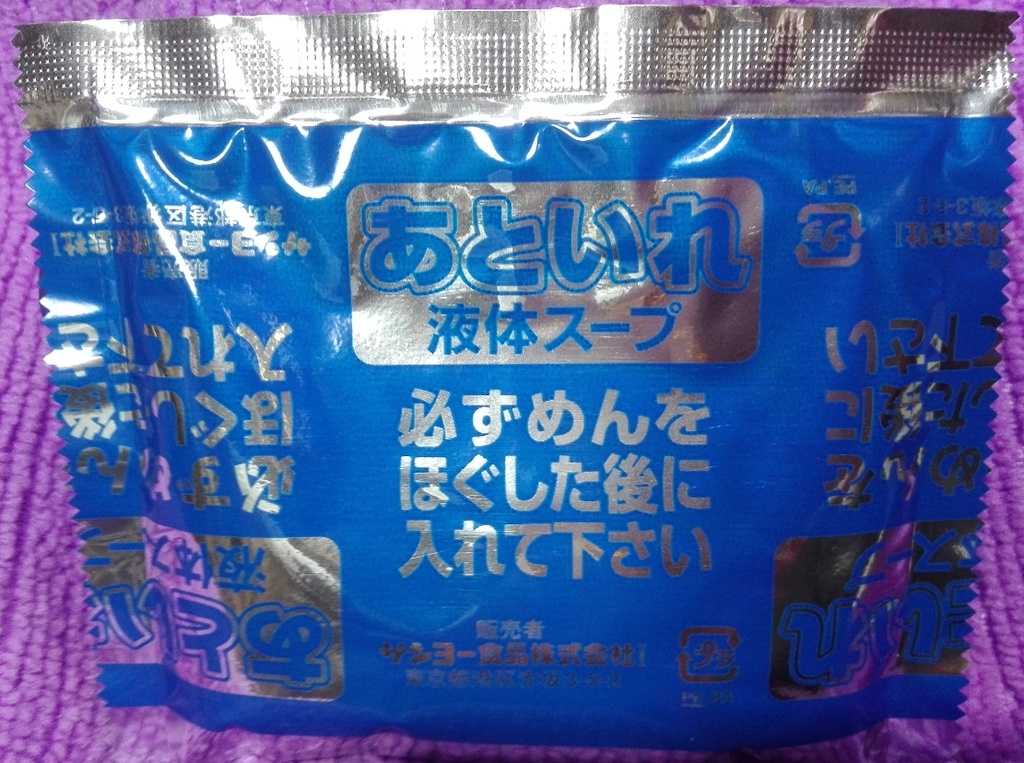 あといれ
液体スープ
必ずめんを
ほぐした後に
入れて下さい
販売者
サンヨー食品株式会社
東京都港区赤坂3-5-2
プラ
PE,PA